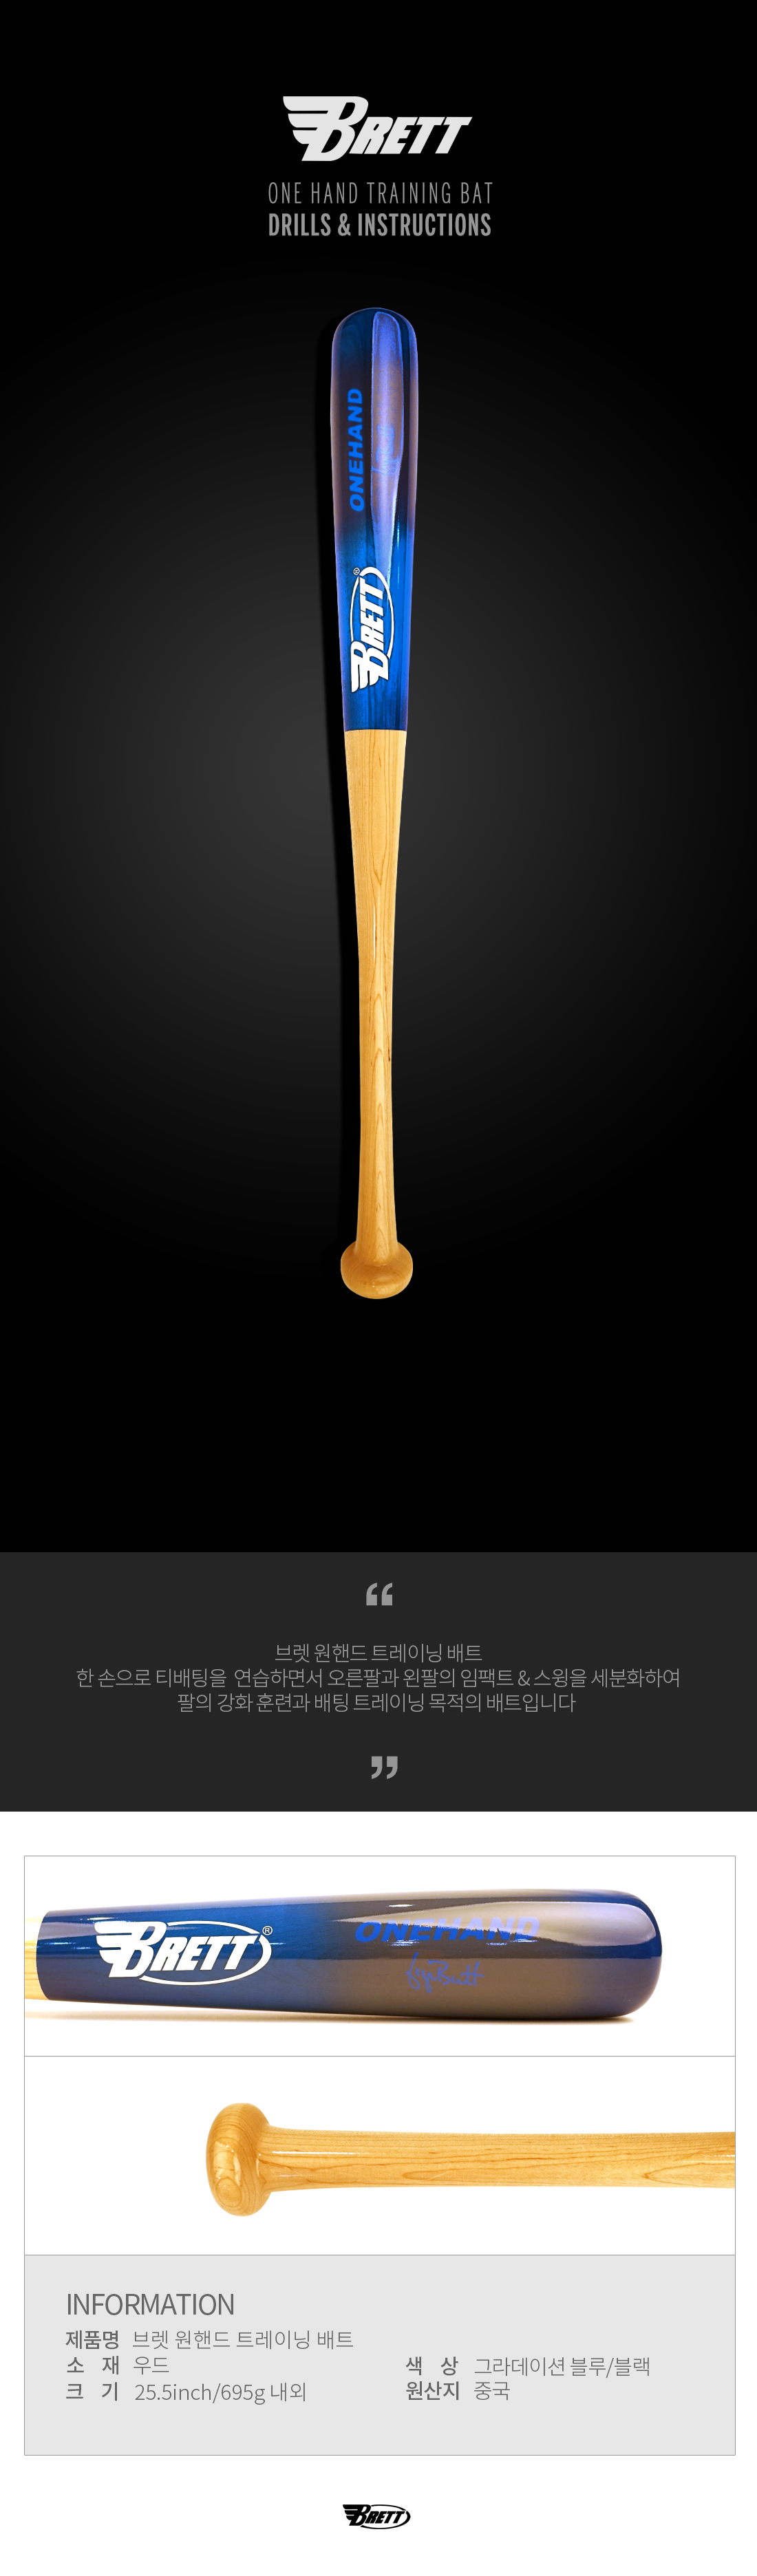 BRETT
ONE HAND TRAINING BAT
DRILLS & INSTRUCTIONS
ONEHAND
BRETT®
“
브렛 원핸드 트레이닝 배트
한 손으로 티배팅을 연습하면서 오른팔과 왼팔의 임팩트 & 스윙을 세분화하여
팔의 강화 훈련과 배팅 트레이닝 목적의 배트입니다
”
BRETT®
ONEHAND
INFORMATION
제품명 브렛 원핸드 트레이닝 배트
소 재 우드
색 상 그라데이션 블루/블랙
크 기 25.5inch/695g 내외
원산지 중국
BRETT